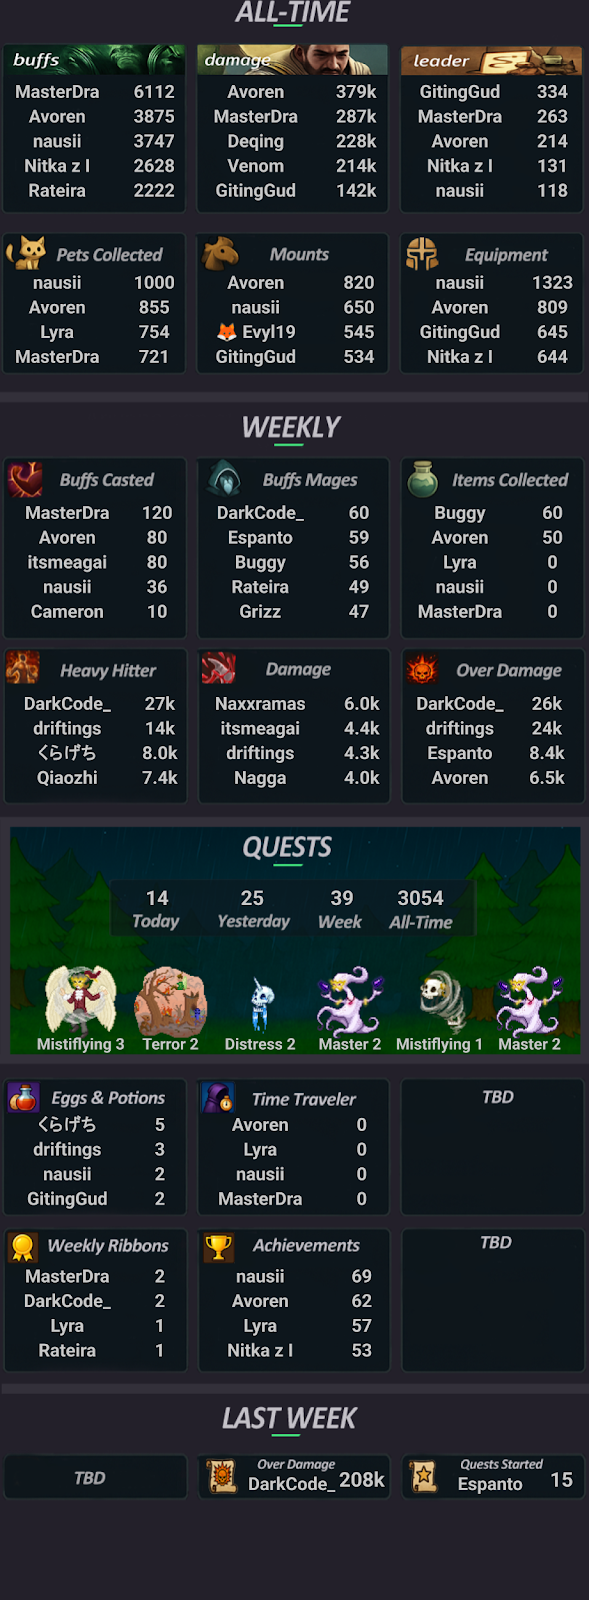 ALL-TIME
buffs
MasterDra 6112
Avoren 3875
nausii 3747
Nitka z l 2628
Rateira 2222
damage
Avoren 379k
MasterDra 287k
Deqing 228k
Venom 214k
GitingGud 142k
leader
GitingGud 334
MasterDra 263
Avoren 214
Nitka z l 131
nausii 118
Pets Collected
nausii 1000
Avoren 855
Lyra 754
MasterDra 721
Mounts
Avoren 820
nausii 650
🦊 Evyl19 545
GitingGud 534
Equipment
nausii 1323
Avoren 809
GitingGud 645
Nitka z l 644
WEEKLY
Buffs Casted
MasterDra 120
Avoren 80
itsmeagai 80
nausii 36
Cameron 10
Buffs Mages
DarkCode_ 60
Espanto 59
Buggy 56
Rateira 49
Grizz 47
Items Collected
Buggy 60
Avoren 50
Lyra 0
nausii 0
MasterDra 0
Heavy Hitter
DarkCode_ 27k
driftings 14k
くらげち 8.0k
Qiaozhi 7.4k
Damage
Naxxramas 6.0k
itsmeagai 4.4k
driftings 4.3k
Nagga 4.0k
Over Damage
DarkCode_ 26k
driftings 24k
Espanto 8.4k
Avoren 6.5k
QUESTS
14 25 39 3054
Today Yesterday Week All-Time
Mistiflying 3 Terror 2 Distress 2 Master 2 Mistiflying 1 Master 2
Eggs & Potions
くらげち 5
driftings 3
nausii 2
GitingGud 2
Time Traveler
Avoren 0
Lyra 0
nausii 0
MasterDra 0
TBD
Weekly Ribbons
MasterDra 2
DarkCode_ 2
Lyra 1
Rateira 1
Achievements
nausii 69
Avoren 62
Lyra 57
Nitka z l 53
TBD
LAST WEEK
TBD
Over Damage
DarkCode_ 208k
Quests Started
Espanto 15